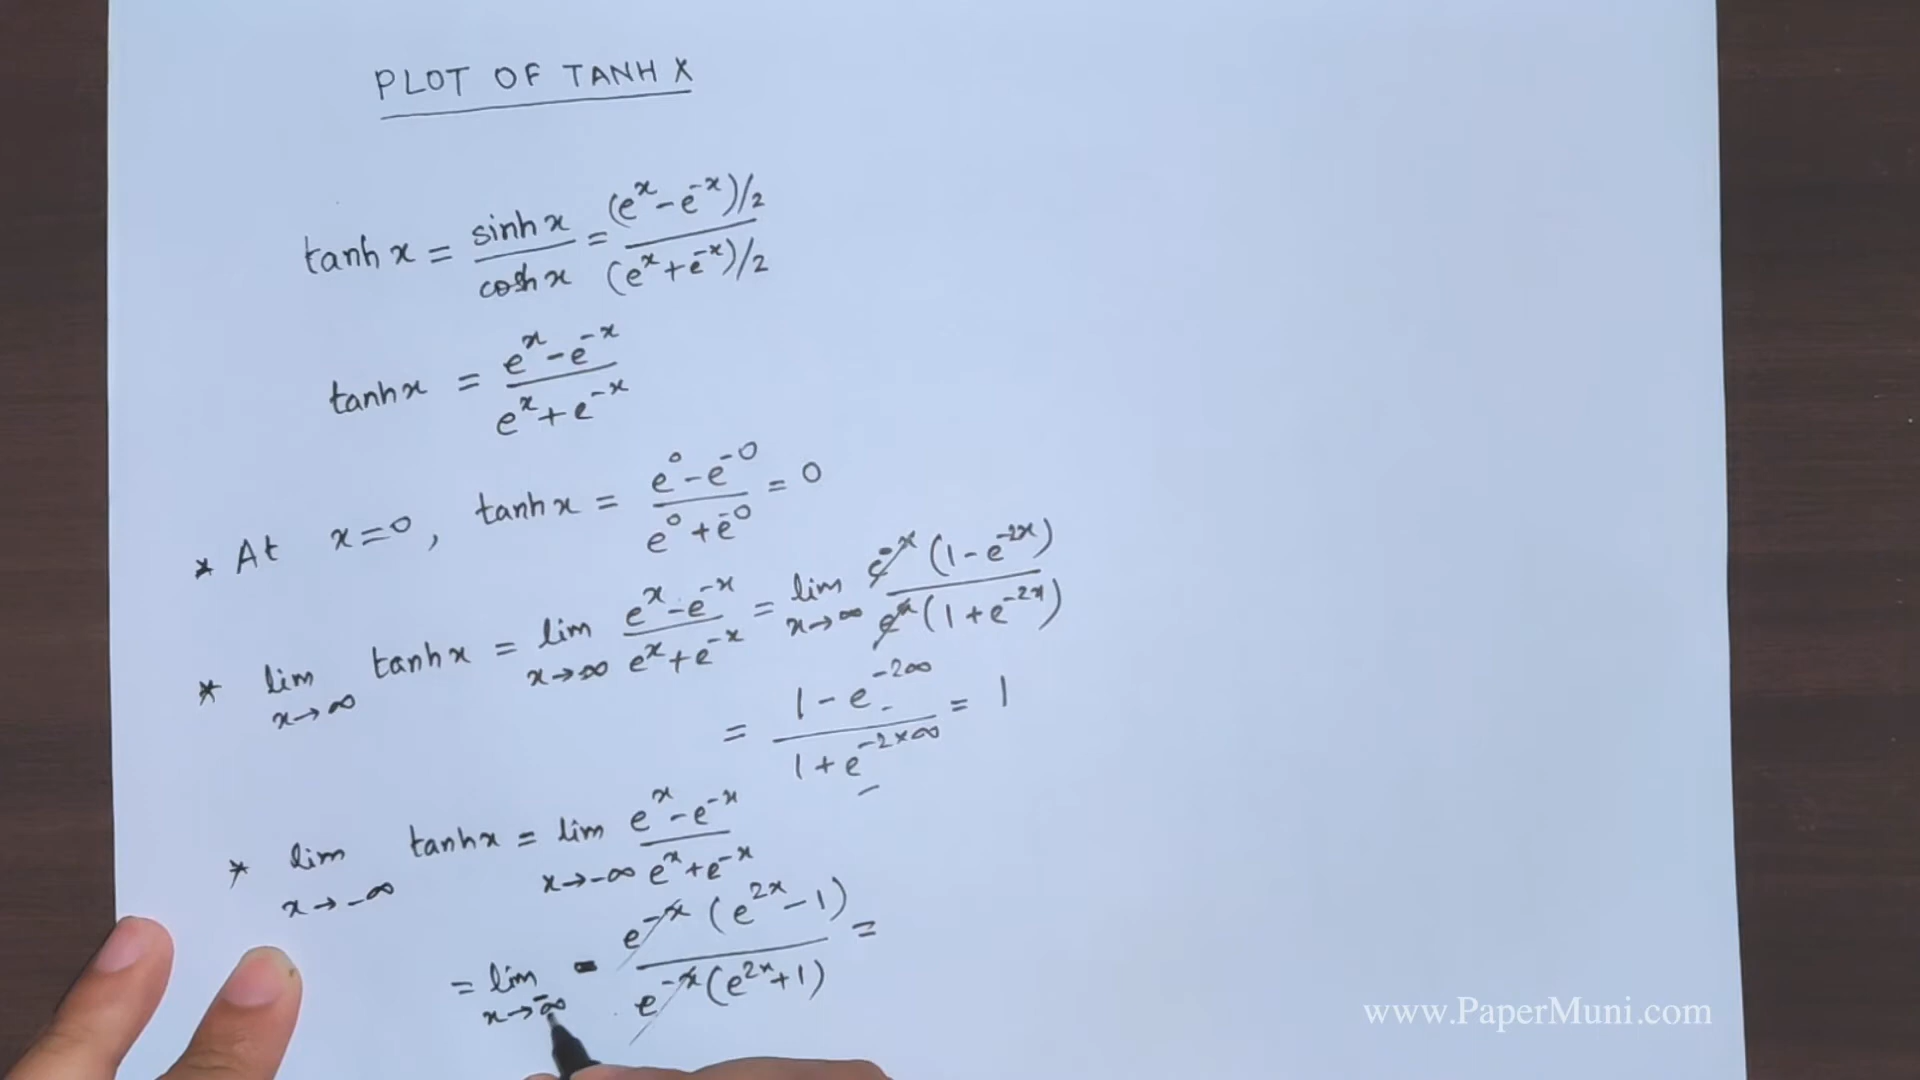 PLOT OF TANH X
tanh x = sinh x / cosh x = (e^x - e^-x)/2 / (e^x + e^-x)/2
tanh x = e^x - e^-x / e^x + e^-x
* At x = 0, tanh x = e^0 - e^-0 / e^0 + e^-0 = 0
* lim x→∞ tanh x = lim x→∞ e^x - e^-x / e^x + e^-x = lim x→∞ e^x (1 - e^-2x) / e^x (1 + e^-2x)
= 1 - e^-2∞ / 1 + e^-2×∞ = 1
* lim x→-∞ tanh x = lim x→-∞ e^x - e^-x / e^x + e^-x
= lim x→-∞ - e^-x (e^2x - 1) / e^-x (e^2x + 1) =
www.PaperMuni.com